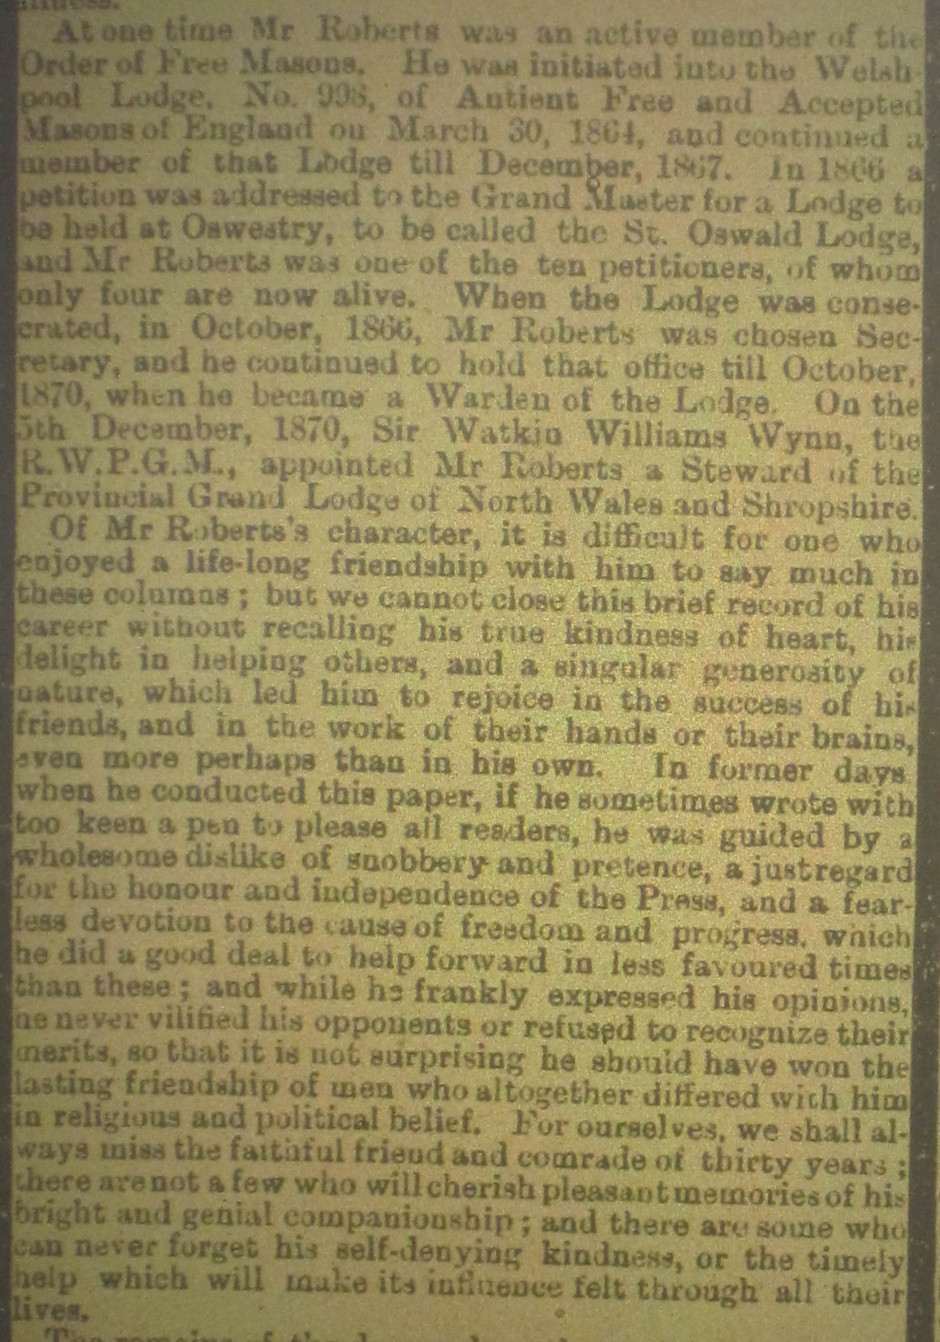 illness.
At one time Mr Roberts was an active member of the
Order of Free Masons. He was initiated into the Welsh-
pool Lodge, No. 998, of Antient Free and Accepted
Masons of England on March 30, 1864, and continued a
member of that Lodge till December, 1867. In 1866 a
petition was addressed to the Grand Master for a Lodge to
be held at Oswestry, to be called the St. Oswald Lodge,
and Mr Roberts was one of the ten petitioners, of whom
only four are now alive. When the Lodge was conse-
crated, in October, 1866, Mr Roberts was chosen Sec-
retary, and he continued to hold that office till October,
1870, when he became a Warden of the Lodge. On the
5th December, 1870, Sir Watkin Williams Wynn, the
R.W.P.G.M., appointed Mr Roberts a Steward of the
Provincial Grand Lodge of North Wales and Shropshire.
Of Mr Roberts's character, it is difficult for one who
enjoyed a life-long friendship with him to say much in
these columns; but we cannot close this brief record of his
career without recalling his true kindness of heart, his
delight in helping others, and a singular generosity of
nature, which led him to rejoice in the success of his
friends, and in the work of their hands or their brains,
even more perhaps than in his own. In former days
when he conducted this paper, if he sometimes wrote with
too keen a pen to please all readers, he was guided by a
wholesome dislike of snobbery and pretence, a just regard
for the honour and independence of the Press, and a fear-
less devotion to the cause of freedom and progress, which
he did a good deal to help forward in less favoured times
than these; and while he frankly expressed his opinions,
he never vilified his opponents or refused to recognize their
merits, so that it is not surprising he should have won the
lasting friendship of men who altogether differed with him
in religious and political belief. For ourselves, we shall al-
ways miss the faithful friend and comrade of thirty years;
there are not a few who will cherish pleasant memories of his
bright and genial companionship; and there are some who
can never forget his self-denying kindness, or the timely
help which will make its influence felt through all their
lives.
The remains of